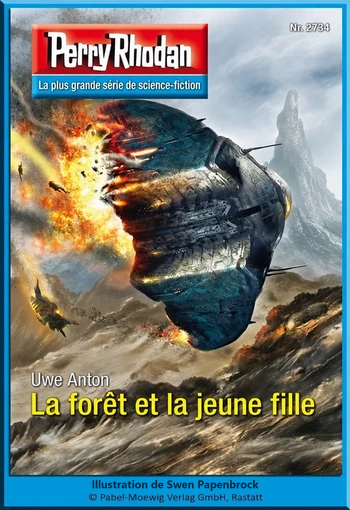 Nr. 2734
Perry Rhodan
La plus grande série de science-fiction
Uwe Anton
La forêt et la jeune fille
Illustration de Swen Papenbrock
© Pabel-Moewig Verlag GmbH, Rastatt